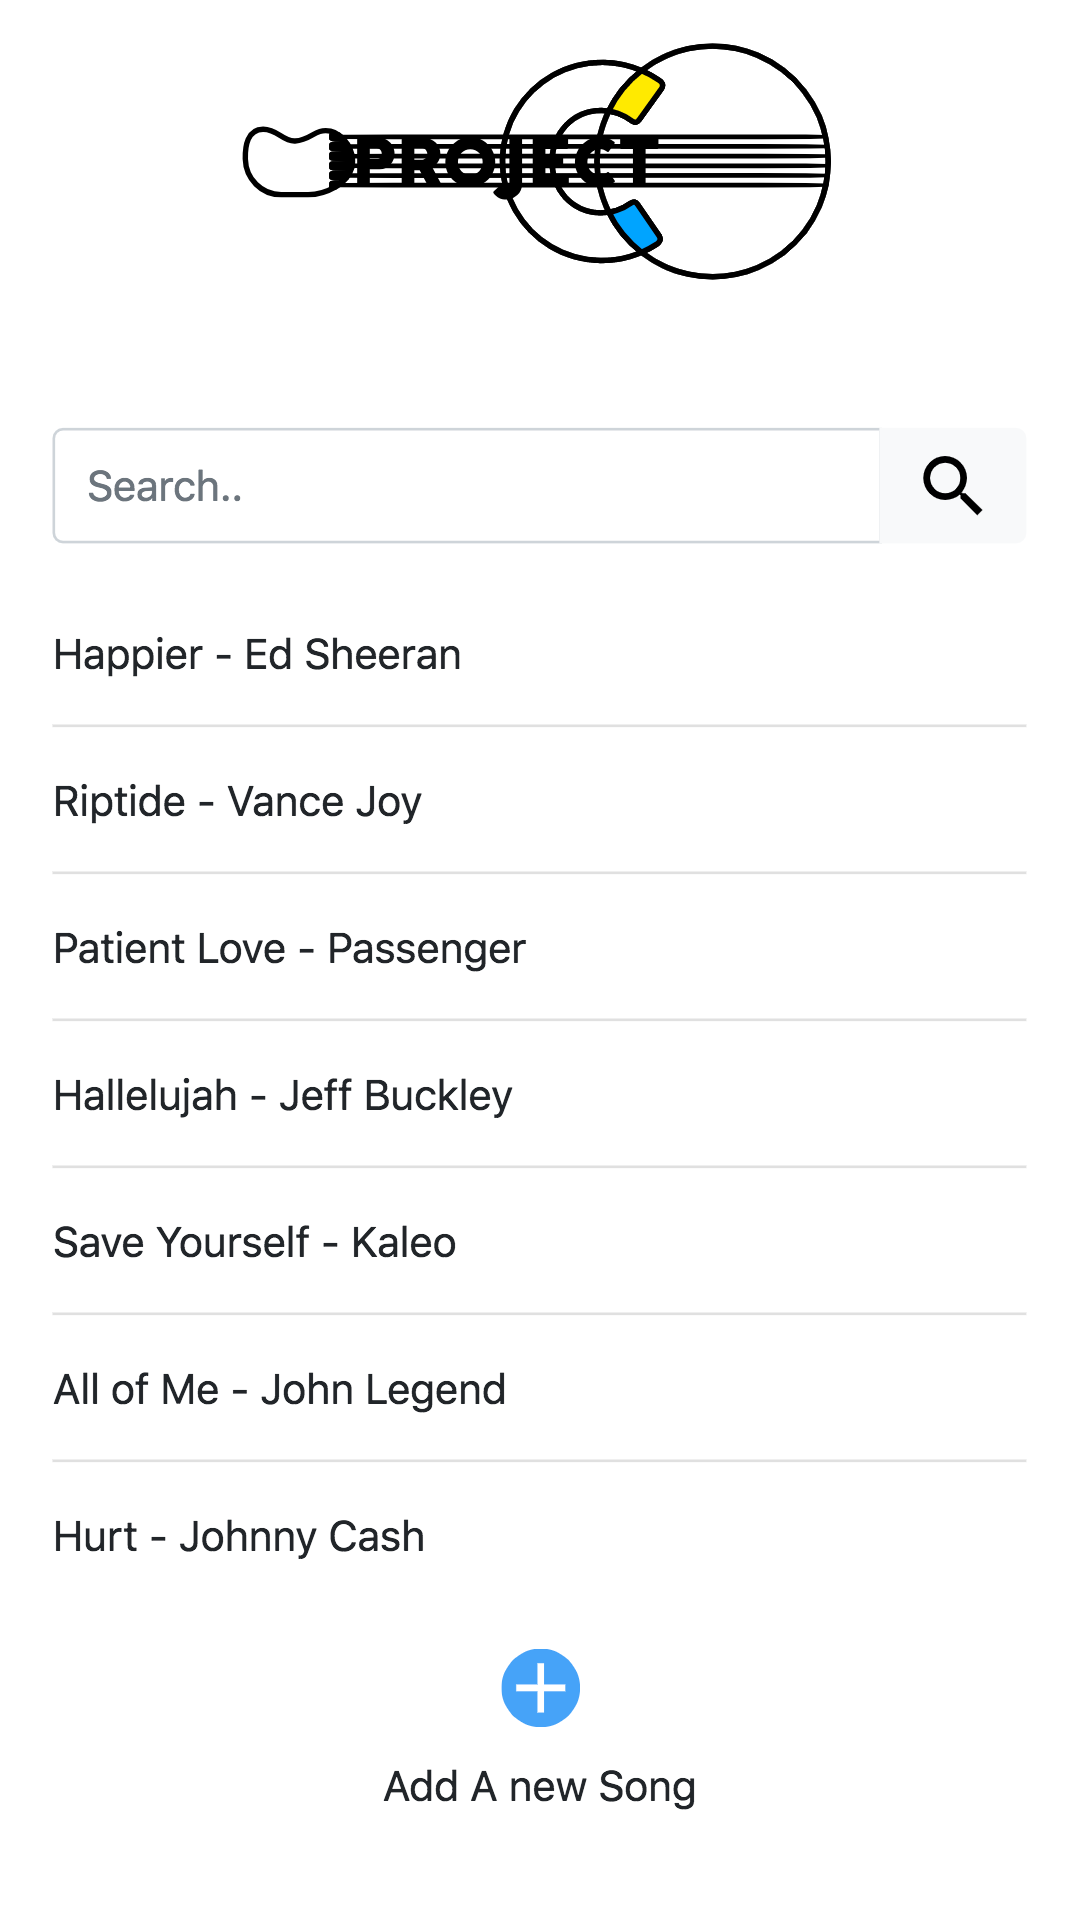 PROJECT
Search..
Happier - Ed Sheeran
Riptide - Vance Joy
Patient Love - Passenger
Hallelujah - Jeff Buckley
Save Yourself - Kaleo
All of Me - John Legend
Hurt - Johnny Cash
Add A new Song